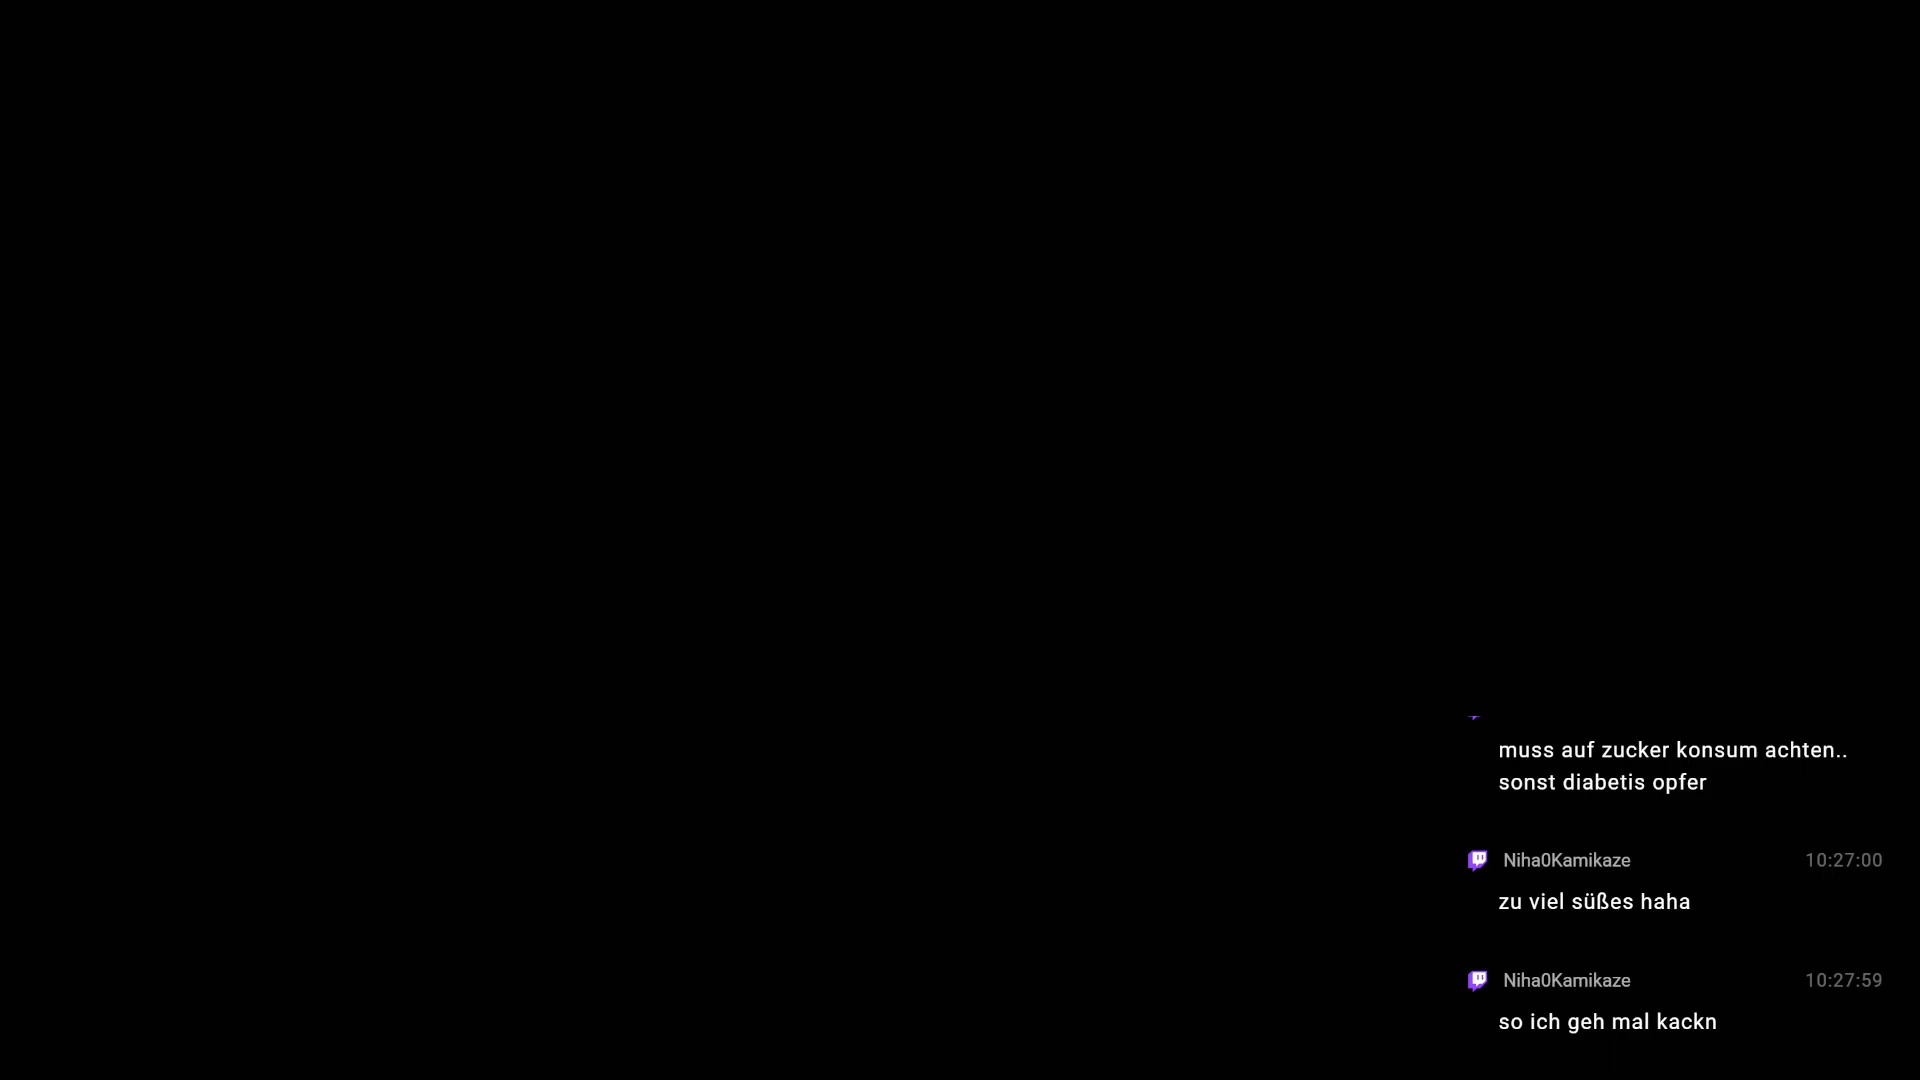 muss auf zucker konsum achten..
sonst diabetis opfer
Niha0Kamikaze 10:27:00
zu viel süßes haha
Niha0Kamikaze 10:27:59
so ich geh mal kackn